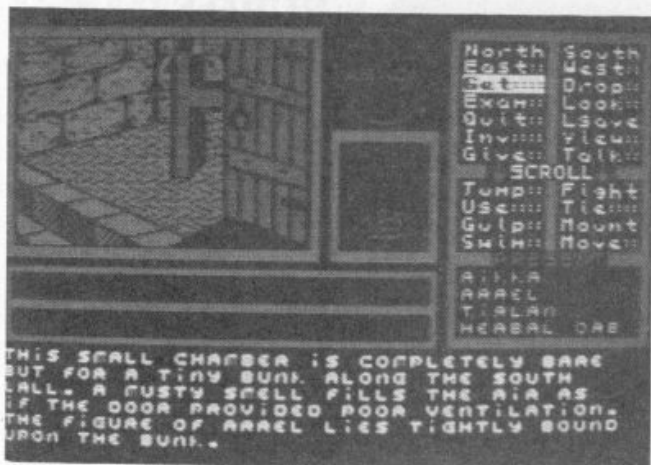 North South
East West
Get Drop
Exam Look
Quit Lsave
Inv View
Give Talk
SCROLL
Jump Fight
Use Tie
Gulp Mount
Swim Move
RiKKA
ARREL
HERBAL
THiS SMALL CHAMBER iS COMPLETELY BARE
BUT FOR A TiNY BUNK ALONG THE SOUTH
WALL. A MUSTY SMELL FiLLS THE AiR AS
iF THE DOOR PROViDED POOR VENTiLATiON.
THE FiGURE OF ARREL LiES TiGHTLY BOUND
UPON THE BUNK.